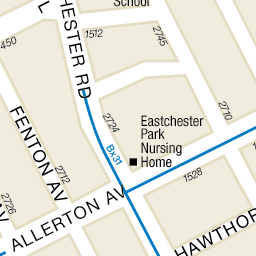 School
1512
2745
450
L
HESTER RD
2724
2710
Eastchester
Park
Nursing
Home
Bx31
FENTON AV
2712
2726
AV
1528
ALLERTON AV
HAWTHOR